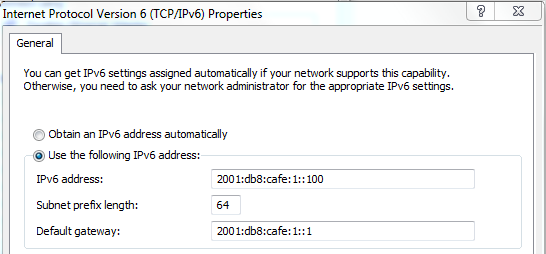 Internet Protocol Version 6 (TCP/IPv6) Properties
General
You can get IPv6 settings assigned automatically if your network supports this capability.
Otherwise, you need to ask your network administrator for the appropriate IPv6 settings.
Obtain an IPv6 address automatically
Use the following IPv6 address:
IPv6 address: 2001:db8:cafe:1::100
Subnet prefix length: 64
Default gateway: 2001:db8:cafe:1::1